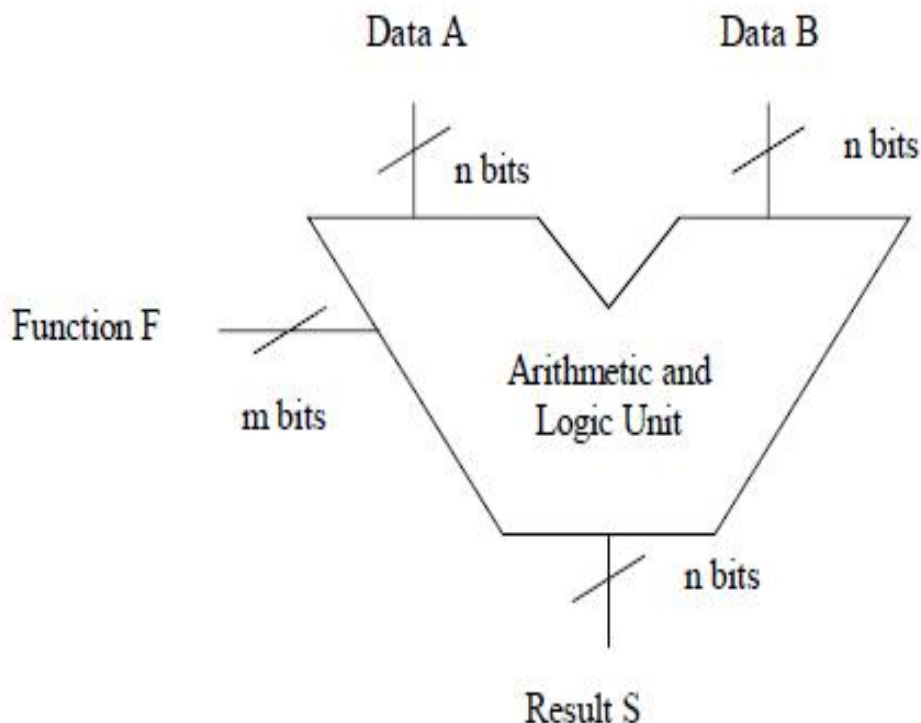 Data A
Data B
n bits
n bits
Function F
m bits
Arithmetic and
Logic Unit
n bits
Result S